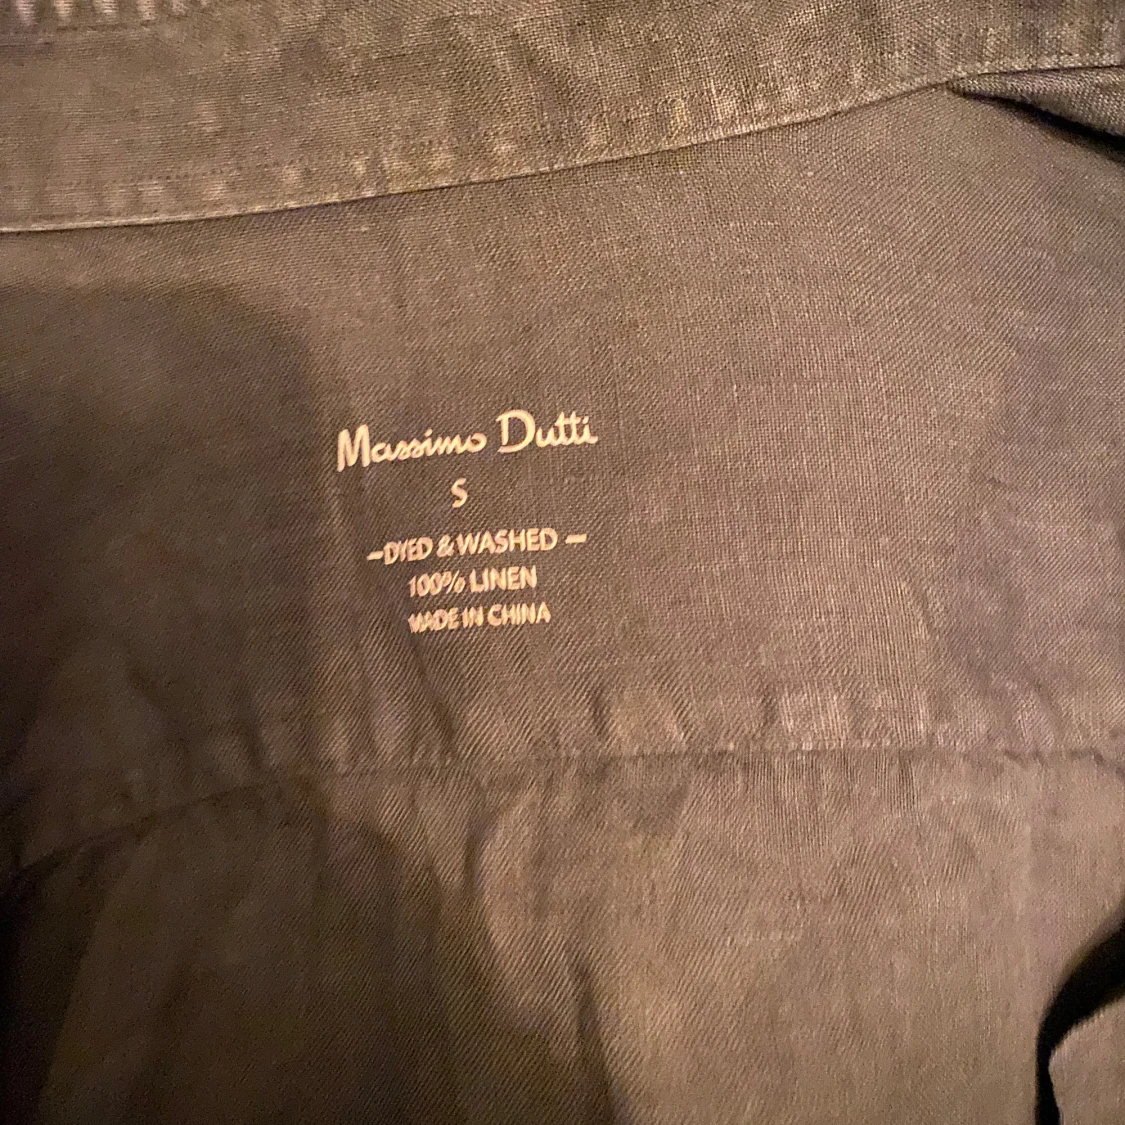 Massimo Dutti
S
-DYED & WASHED -
100% LINEN
MADE IN CHINA